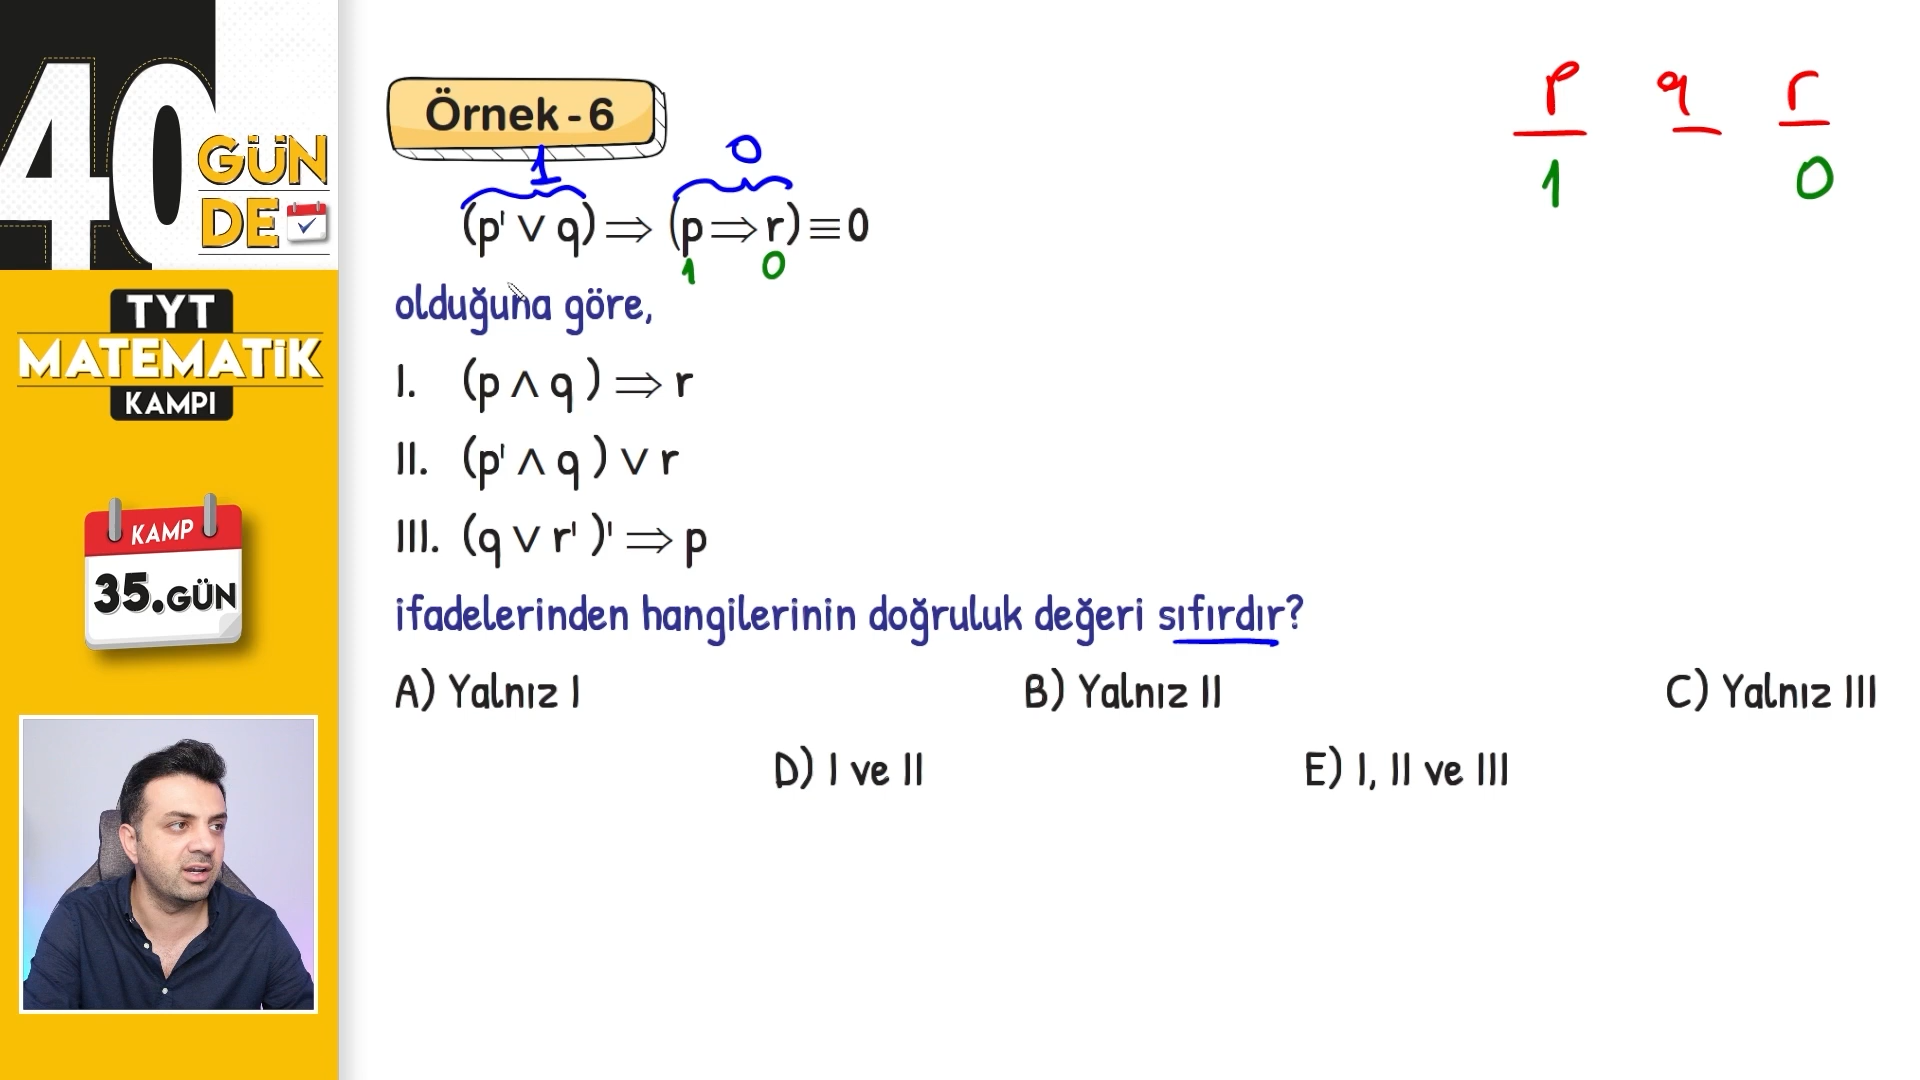 40
GÜN
DE
TYT
MATEMATİK
KAMPI
KAMP
35.GÜN
Örnek - 6
1 0
(p' ∨ q) ⇒ (p ⇒ r) ≡ 0
1 0
olduğuna göre,
I. (p ∧ q ) ⇒ r
II. (p' ∧ q ) ∨ r
III. (q ∨ r' )' ⇒ p
ifadelerinden hangilerinin doğruluk değeri sıfırdır?
A) Yalnız I B) Yalnız II C) Yalnız III
D) I ve II E) I, II ve III
p q r
1 0